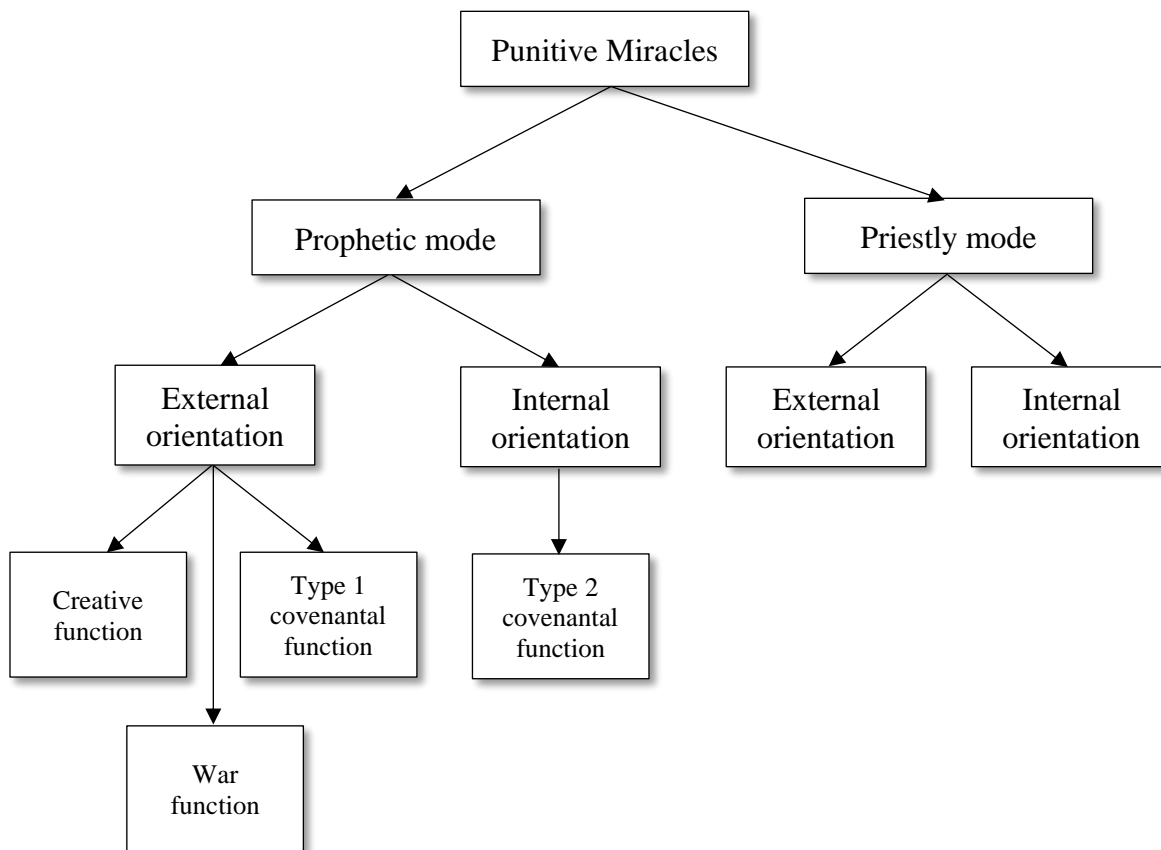 Punitive Miracles
Prophetic mode
Priestly mode
External
orientation
Internal
orientation
External
orientation
Internal
orientation
Creative
function
Type 1
covenantal
function
Type 2
covenantal
function
War
function